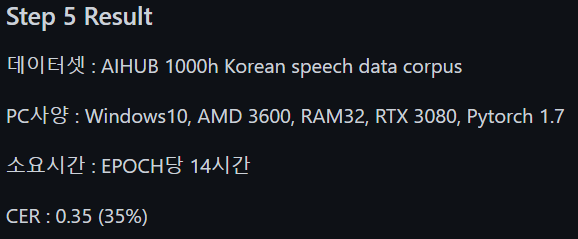 Step 5 Result
데이터셋 : AIHUB 1000h Korean speech data corpus
PC사양 : Windows10, AMD 3600, RAM32, RTX 3080, Pytorch 1.7
소요시간 : EPOCH당 14시간
CER : 0.35 (35%)